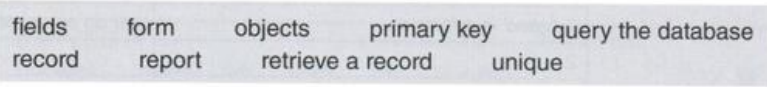 fields form objects primary key query the database
record report retrieve a record unique